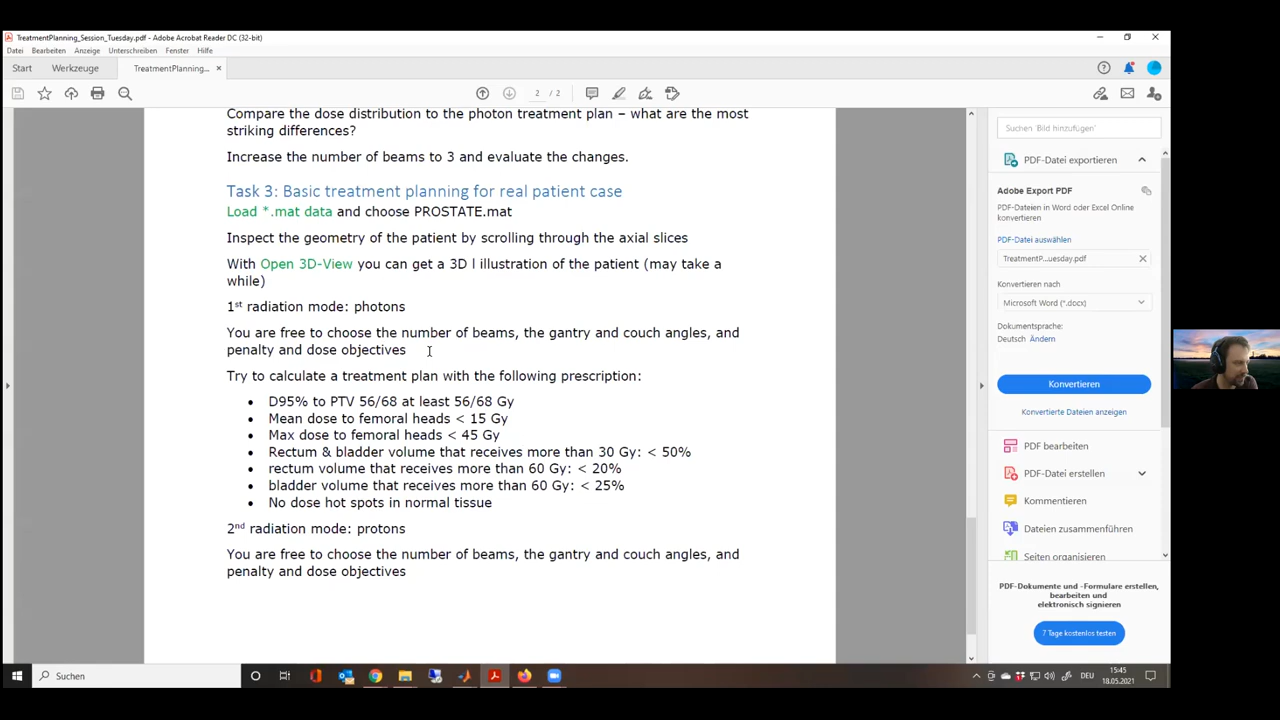 TreatmentPlanning_Session_Tuesday.pdf - Adobe Acrobat Reader DC (32-bit)
Datei Bearbeiten Anzeige Unterschreiben Fenster Hilfe
Start Werkzeuge TreatmentPlanning... ×
2 / 2
Compare the dose distribution to the photon treatment plan – what are the most
striking differences?
Increase the number of beams to 3 and evaluate the changes.
Task 3: Basic treatment planning for real patient case
Load *.mat data and choose PROSTATE.mat
Inspect the geometry of the patient by scrolling through the axial slices
With Open 3D-View you can get a 3D l illustration of the patient (may take a
while)
1st radiation mode: photons
You are free to choose the number of beams, the gantry and couch angles, and
penalty and dose objectives
Try to calculate a treatment plan with the following prescription:
• D95% to PTV 56/68 at least 56/68 Gy
• Mean dose to femoral heads < 15 Gy
• Max dose to femoral heads < 45 Gy
• Rectum & bladder volume that receives more than 30 Gy: < 50%
• rectum volume that receives more than 60 Gy: < 20%
• bladder volume that receives more than 60 Gy: < 25%
• No dose hot spots in normal tissue
2nd radiation mode: protons
You are free to choose the number of beams, the gantry and couch angles, and
penalty and dose objectives
Suchen 'Bild hinzufügen'
PDF-Datei exportieren
Adobe Export PDF
PDF-Dateien in Word oder Excel Online
konvertieren
PDF-Datei auswählen
TreatmentP...uesday.pdf
Konvertieren nach
Microsoft Word (*.docx)
Dokumentsprache:
Deutsch Ändern
Konvertieren
Konvertierte Dateien anzeigen
PDF bearbeiten
PDF-Datei erstellen
Kommentieren
Dateien zusammenführen
Seiten organisieren
PDF-Dokumente und -Formulare erstellen,
bearbeiten und
elektronisch signieren
7 Tage kostenlos testen
Suchen
DEU
15:45
18.05.2021